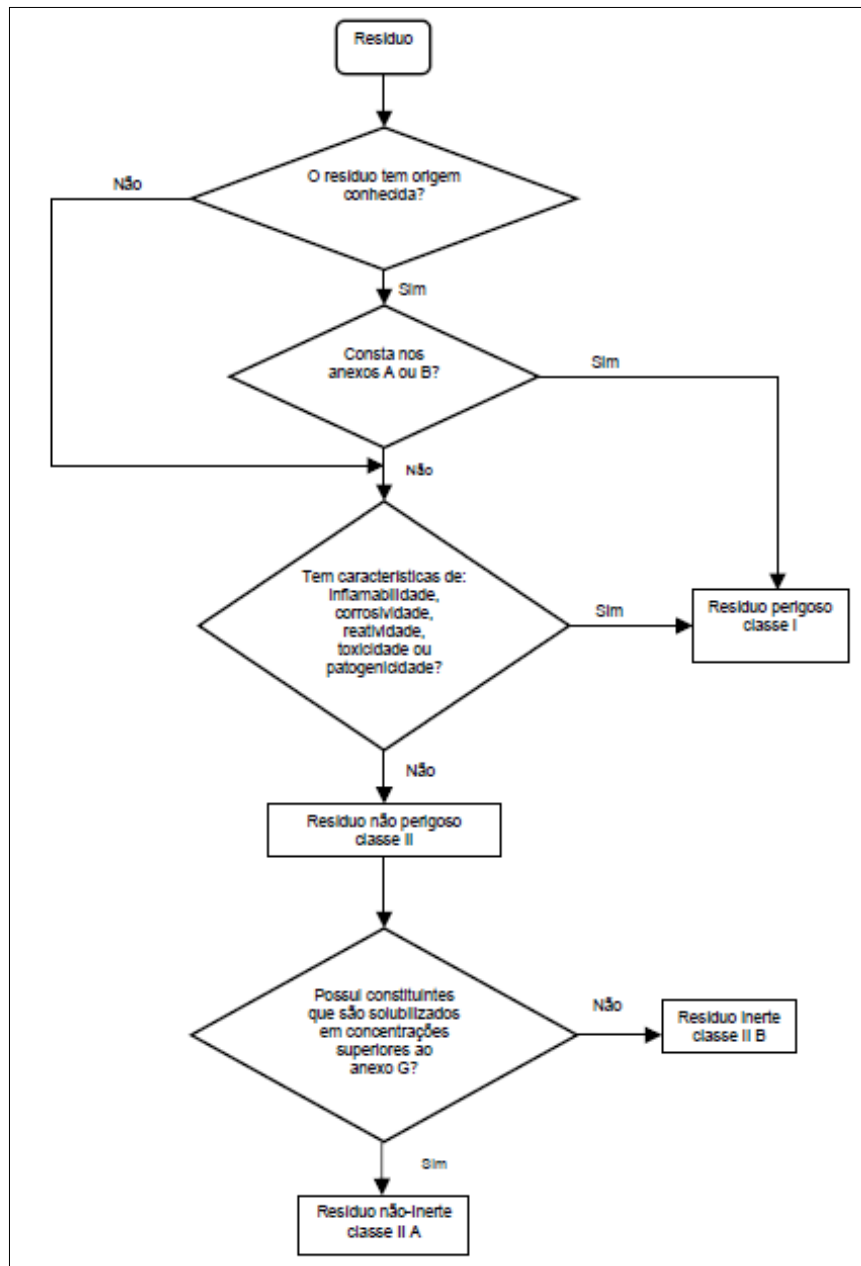 Resíduo
O resíduo tem origem
conhecida?
Não
Sim
Consta nos
anexos A ou B?
Sim
Não
Tem características de:
Inflamabilidade,
corrosividade,
reatividade,
toxicidade ou
patogenicidade?
Sim
Resíduo perigoso
classe I
Não
Resíduo não perigoso
classe II
Possui constituintes
que são solubilizados
em concentrações
superiores ao
anexo G?
Não
Resíduo inerte
classe II B
Sim
Resíduo não-inerte
classe II A